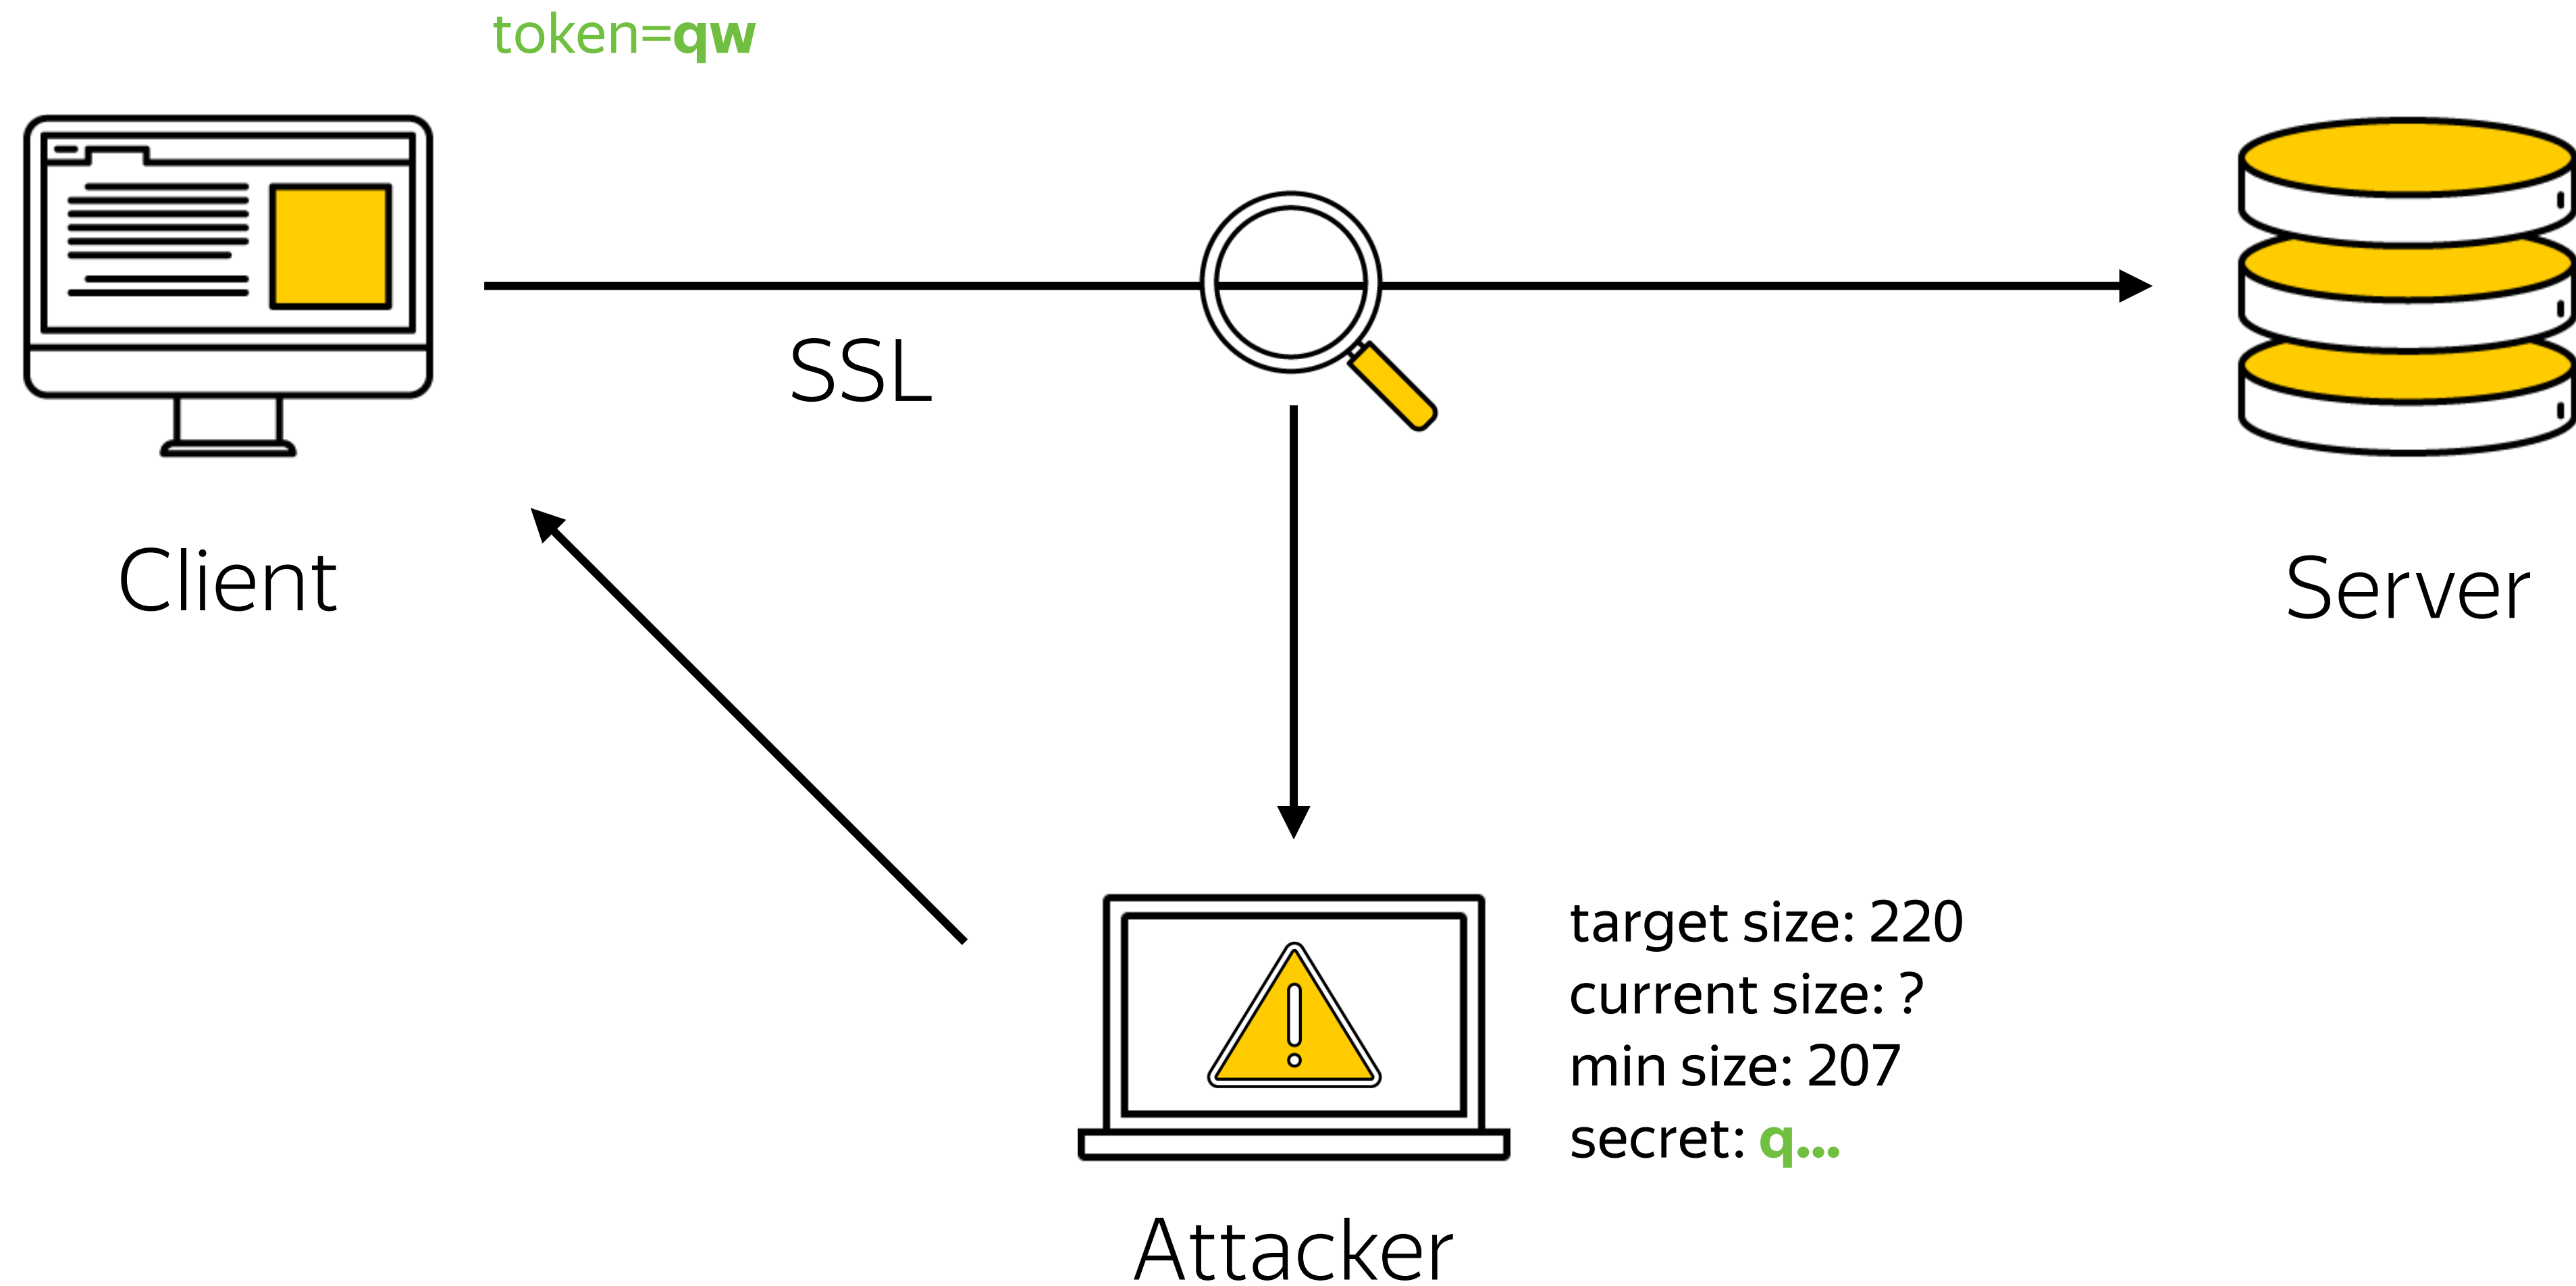 token=qw
SSL
Client
Server
target size: 220
current size: ?
min size: 207
secret: q...
Attacker